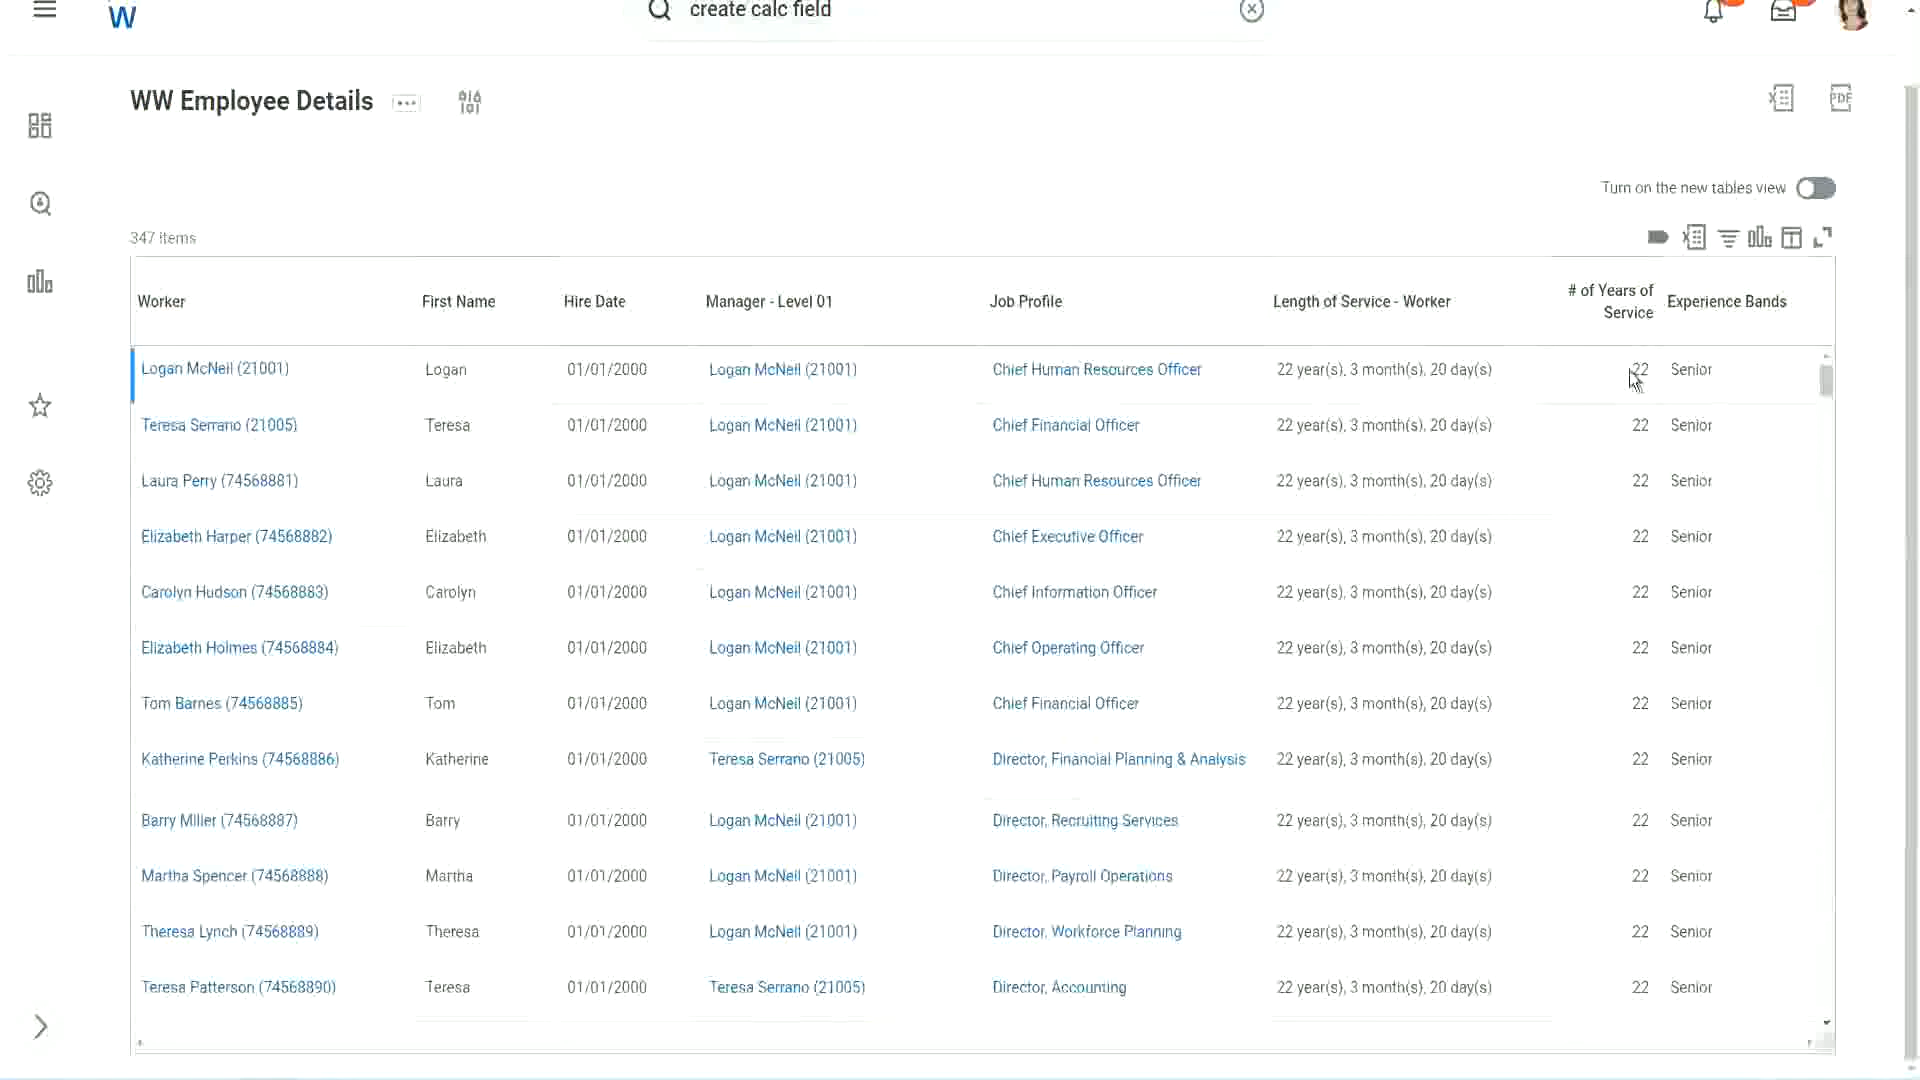 W
create calc field
WW Employee Details
PDF
Turn on the new tables view
347 items
Worker First Name Hire Date Manager - Level 01 Job Profile Length of Service - Worker # of Years of Service Experience Bands
Logan McNeil (21001) Logan 01/01/2000 Logan McNeil (21001) Chief Human Resources Officer 22 year(s), 3 month(s), 20 day(s) 22 Senior
Teresa Serrano (21005) Teresa 01/01/2000 Logan McNeil (21001) Chief Financial Officer 22 year(s), 3 month(s), 20 day(s) 22 Senior
Laura Perry (74568881) Laura 01/01/2000 Logan McNeil (21001) Chief Human Resources Officer 22 year(s), 3 month(s), 20 day(s) 22 Senior
Elizabeth Harper (74568882) Elizabeth 01/01/2000 Logan McNeil (21001) Chief Executive Officer 22 year(s), 3 month(s), 20 day(s) 22 Senior
Carolyn Hudson (74568883) Carolyn 01/01/2000 Logan McNeil (21001) Chief Information Officer 22 year(s), 3 month(s), 20 day(s) 22 Senior
Elizabeth Holmes (74568884) Elizabeth 01/01/2000 Logan McNeil (21001) Chief Operating Officer 22 year(s), 3 month(s), 20 day(s) 22 Senior
Tom Barnes (74568885) Tom 01/01/2000 Logan McNeil (21001) Chief Financial Officer 22 year(s), 3 month(s), 20 day(s) 22 Senior
Katherine Perkins (74568886) Katherine 01/01/2000 Teresa Serrano (21005) Director, Financial Planning & Analysis 22 year(s), 3 month(s), 20 day(s) 22 Senior
Barry Miller (74568887) Barry 01/01/2000 Logan McNeil (21001) Director, Recruiting Services 22 year(s), 3 month(s), 20 day(s) 22 Senior
Martha Spencer (74568888) Martha 01/01/2000 Logan McNeil (21001) Director, Payroll Operations 22 year(s), 3 month(s), 20 day(s) 22 Senior
Theresa Lynch (74568889) Theresa 01/01/2000 Logan McNeil (21001) Director, Workforce Planning 22 year(s), 3 month(s), 20 day(s) 22 Senior
Teresa Patterson (74568890) Teresa 01/01/2000 Teresa Serrano (21005) Director, Accounting 22 year(s), 3 month(s), 20 day(s) 22 Senior